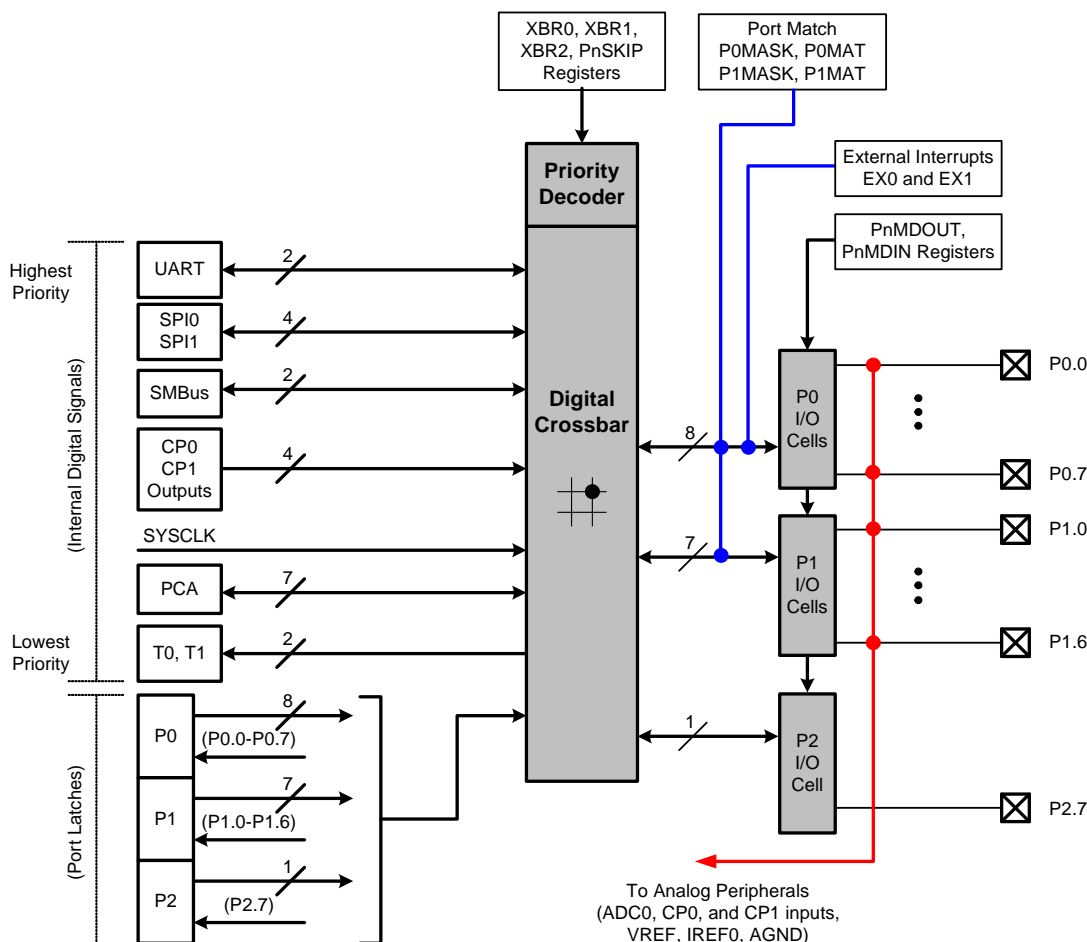 XBR0, XBR1,
XBR2, PnSKIP
Registers
Port Match
P0MASK, P0MAT
P1MASK, P1MAT
External Interrupts
EX0 and EX1
PnMDOUT,
PnMDIN Registers
Priority
Decoder
Digital
Crossbar
Highest
Priority
(Internal Digital Signals)
Lowest
Priority
(Port Latches)
UART
2
SPI0
SPI1
4
SMBus
2
CP0
CP1
Outputs
4
SYSCLK
PCA
7
T0, T1
2
P0
8
(P0.0-P0.7)
P1
7
(P1.0-P1.6)
P2
1
(P2.7)
8
7
1
P0
I/O
Cells
P1
I/O
Cells
P2
I/O
Cell
P0.0
P0.7
P1.0
P1.6
P2.7
To Analog Peripherals
(ADC0, CP0, and CP1 inputs,
VREF, IREF0, AGND)